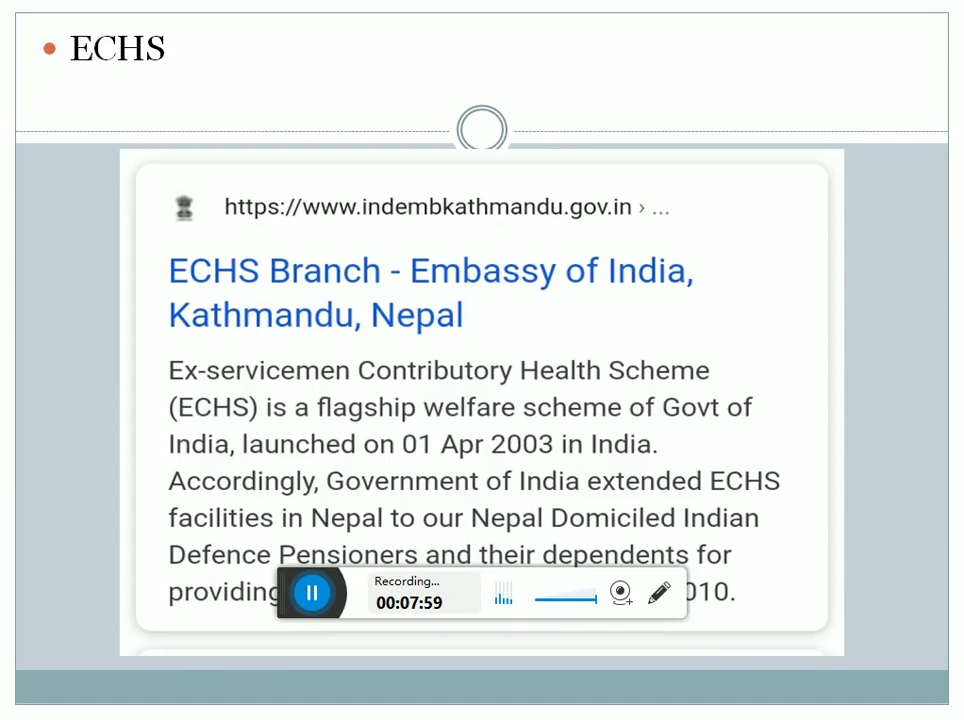 ECHS
https://www.indembkathmandu.gov.in › ...
ECHS Branch - Embassy of India,
Kathmandu, Nepal
Ex-servicemen Contributory Health Scheme
(ECHS) is a flagship welfare scheme of Govt of
India, launched on 01 Apr 2003 in India.
Accordingly, Government of India extended ECHS
facilities in Nepal to our Nepal Domiciled Indian
Defence Pensioners and their dependents for
providing 010.
Recording...
00:07:59